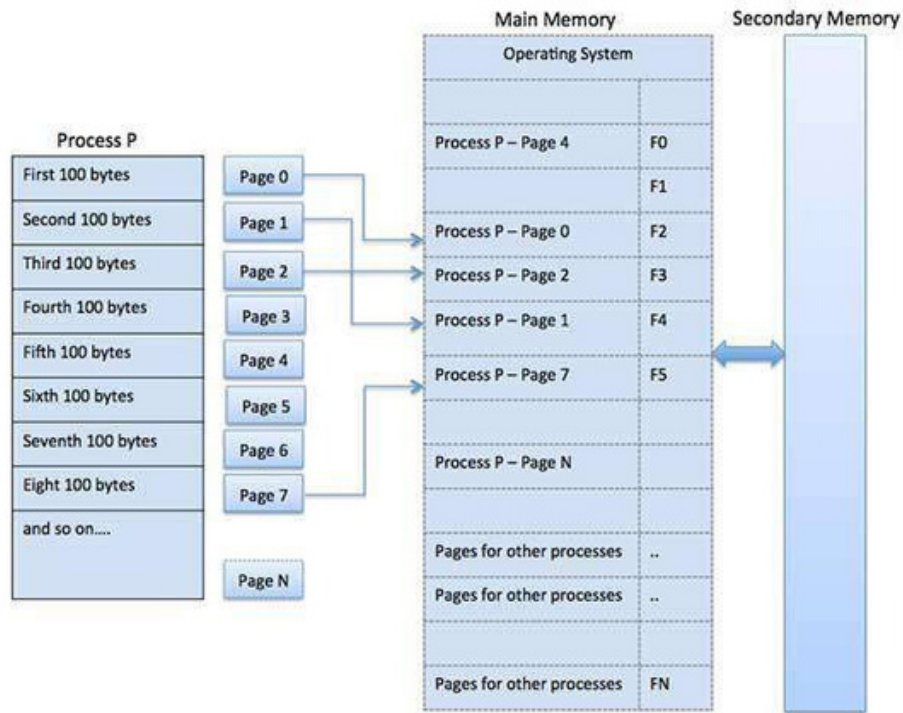 Main Memory
Secondary Memory
Operating System
Process P
First 100 bytes
Second 100 bytes
Third 100 bytes
Fourth 100 bytes
Fifth 100 bytes
Sixth 100 bytes
Seventh 100 bytes
Eight 100 bytes
and so on....
Page 0
Page 1
Page 2
Page 3
Page 4
Page 5
Page 6
Page 7
Page N
Process P – Page 4 F0
F1
Process P – Page 0 F2
Process P – Page 2 F3
Process P – Page 1 F4
Process P – Page 7 F5
Process P – Page N
Pages for other processes ..
Pages for other processes ..
Pages for other processes FN